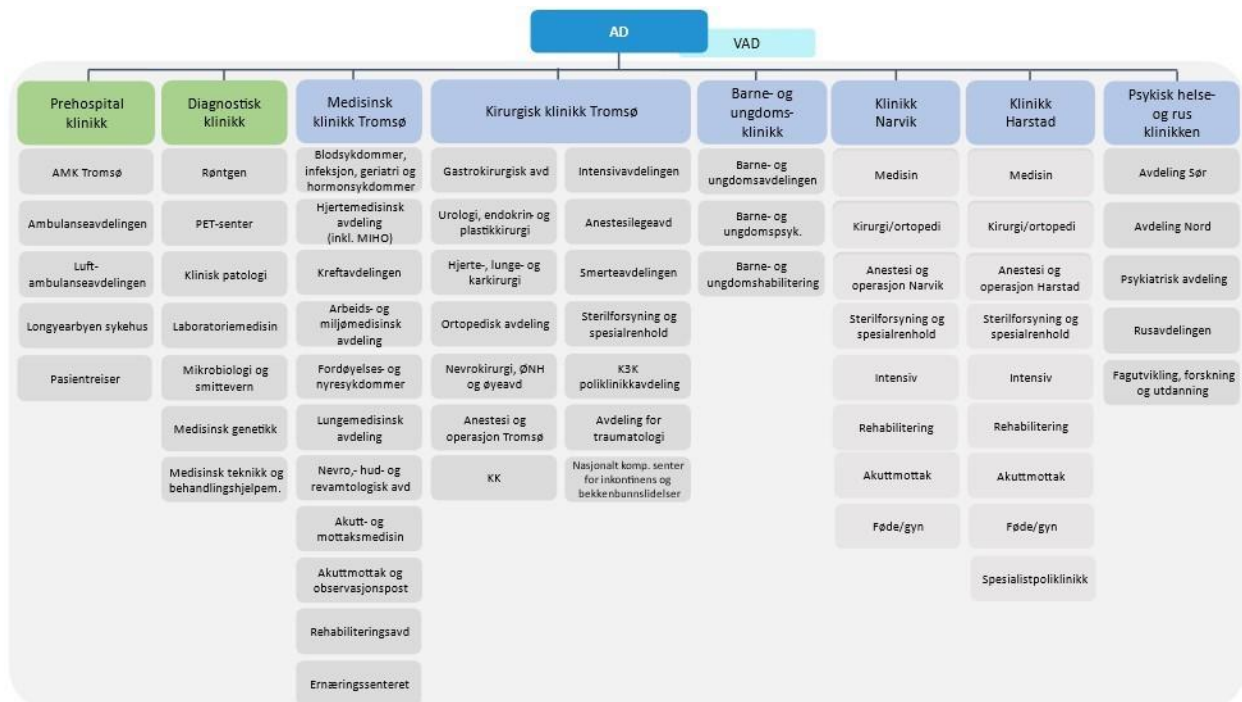 AD
VAD
Prehospital
klinikk
AMK Tromsø
Ambulanseavdelingen
Luft-
ambulanseavdelingen
Longyearbyen sykehus
Pasientreiser
Diagnostisk
klinikk
Røntgen
PET-senter
Klinisk patologi
Laboratoriemedisin
Mikrobiologi og
smittevern
Medisinsk genetikk
Medisinsk teknikk og
behandlingshjelpem.
Medisinsk
klinikk Tromsø
Blodsykdommer,
infeksjon, geriatri og
hormonsykdommer
Hjertemedisinsk
avdeling
(inkl. MIHO)
Kreftavdelingen
Arbeids- og
miljømedisinsk
avdeling
Fordøyelses- og
nyresykdommer
Lungemedisinsk
avdeling
Nevro,- hud- og
revamtologisk avd
Akutt- og
mottaksmedisin
Akuttmottak og
observasjonspost
Rehabiliteringsavd
Ernæringssenteret
Kirurgisk klinikk Tromsø
Gastrokirurgisk avd
Urologi, endokrin- og
plastikkirurgi
Hjerte-, lunge- og
karkirurgi
Ortopedisk avdeling
Nevrokirurgi, ØNH
og øyeavd
Anestesi og
operasjon Tromsø
KK
Intensivavdelingen
Anestesilegeavd
Smerteavdelingen
Sterilforsyning og
spesialrenhold
K3K
poliklinikkavdeling
Avdeling for
traumatologi
Nasjonalt komp. senter
for inkontinens og
bekkenbunnslidelser
Barne- og
ungdoms-
klinikk
Barne- og
ungdomsavdelingen
Barne- og
ungdomspsyk.
Barne- og
ungdomshabilitering
Klinikk
Narvik
Medisin
Kirurgi/ortopedi
Anestesi og
operasjon Narvik
Sterilforsyning og
spesialrenhold
Intensiv
Rehabilitering
Akuttmottak
Føde/gyn
Klinikk
Harstad
Medisin
Kirurgi/ortopedi
Anestesi og
operasjon Harstad
Sterilforsyning og
spesialrenhold
Intensiv
Rehabilitering
Akuttmottak
Føde/gyn
Spesialistpoliklinikk
Psykisk helse-
og rus
klinikken
Avdeling Sør
Avdeling Nord
Psykiatrisk avdeling
Rusavdelingen
Fagutvikling, forskning
og utdanning